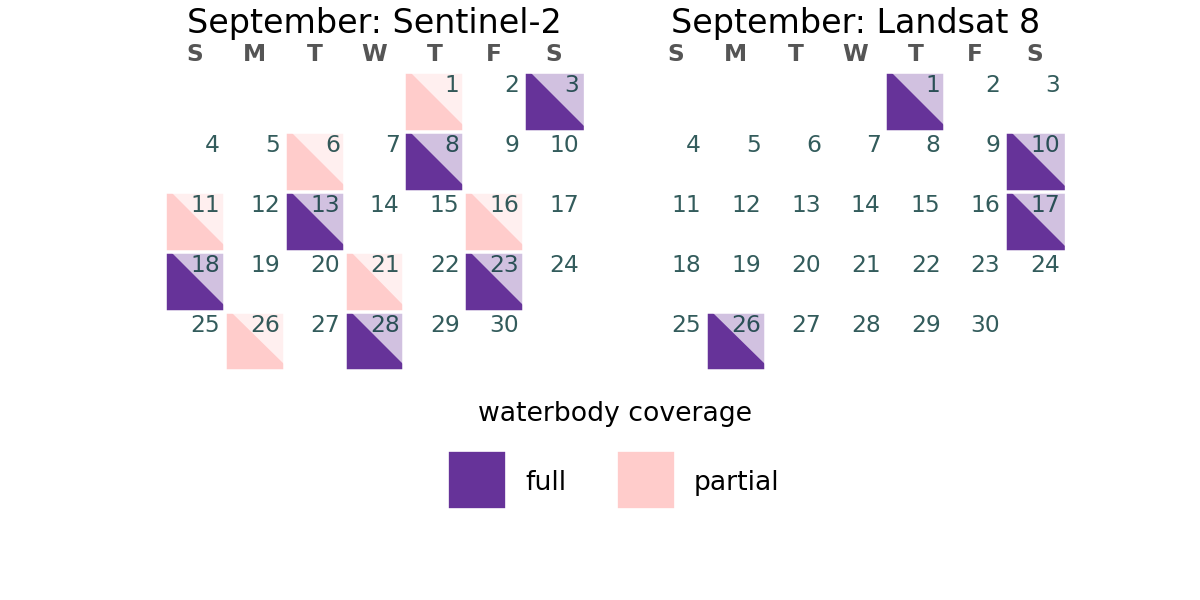 September: Sentinel-2
S M T W T F S
1 2 3
4 5 6 7 8 9 10
11 12 13 14 15 16 17
18 19 20 21 22 23 24
25 26 27 28 29 30
September: Landsat 8
S M T W T F S
1 2 3
4 5 6 7 8 9 10
11 12 13 14 15 16 17
18 19 20 21 22 23 24
25 26 27 28 29 30
waterbody coverage
full partial